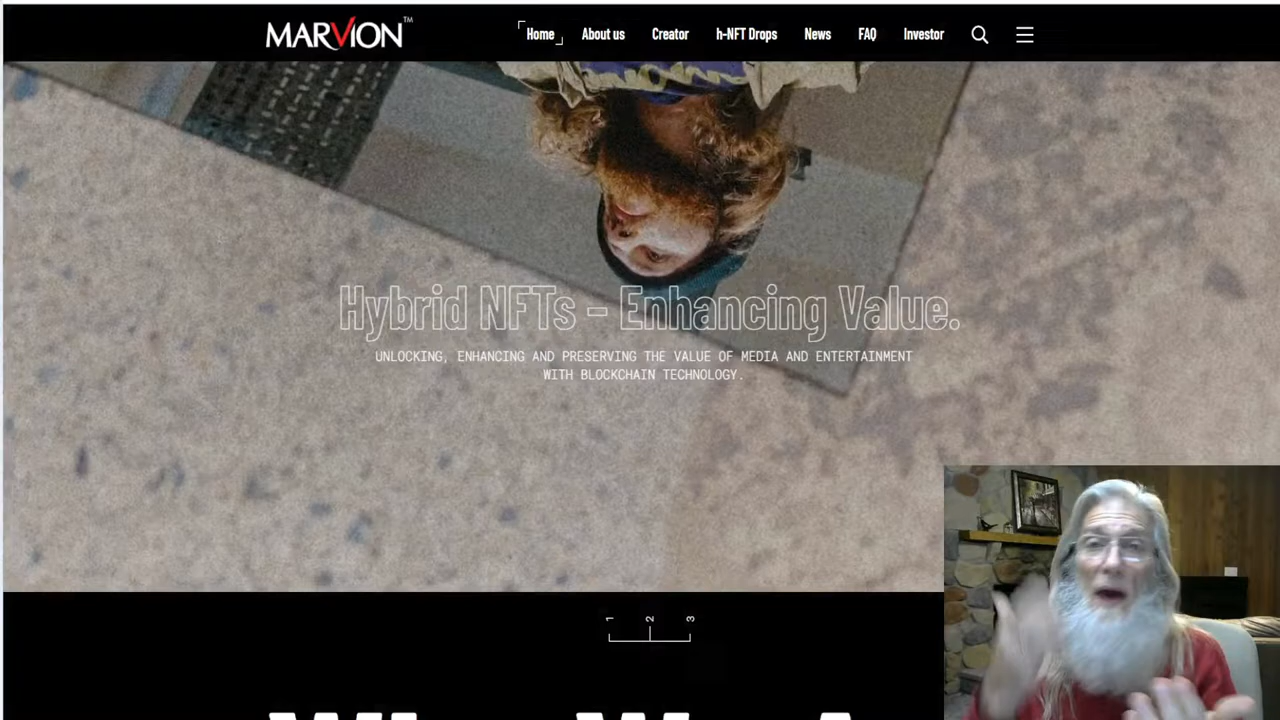 MARVION™
Home About us Creator h-NFT Drops News FAQ Investor
Hybrid NFTs - Enhancing Value.
UNLOCKING, ENHANCING AND PRESERVING THE VALUE OF MEDIA AND ENTERTAINMENT
WITH BLOCKCHAIN TECHNOLOGY.
1 2 3